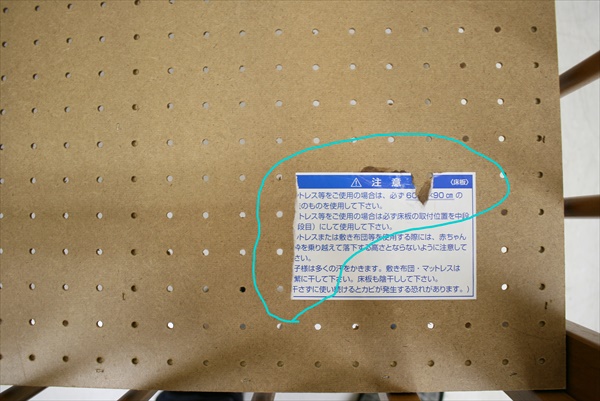 ⚠ 注 意 〈床板〉
トレス等をご使用の場合は、必ず60 ×90㎝の
のものを使用して下さい。
トレス等をご使用の場合は必ず床板の取付位置を中段
段目）にして使用して下さい。
トレスまたは敷き布団等を使用する際には、赤ちゃん
を乗り越えて落下する高さとならないように注意して
さい。
子様は多くの汗をかきます。敷き布団・マットレスは
繁に干して下さい。床板も陰干しして下さい。
干さずに使い続けるとカビが発生する恐れがあります。）